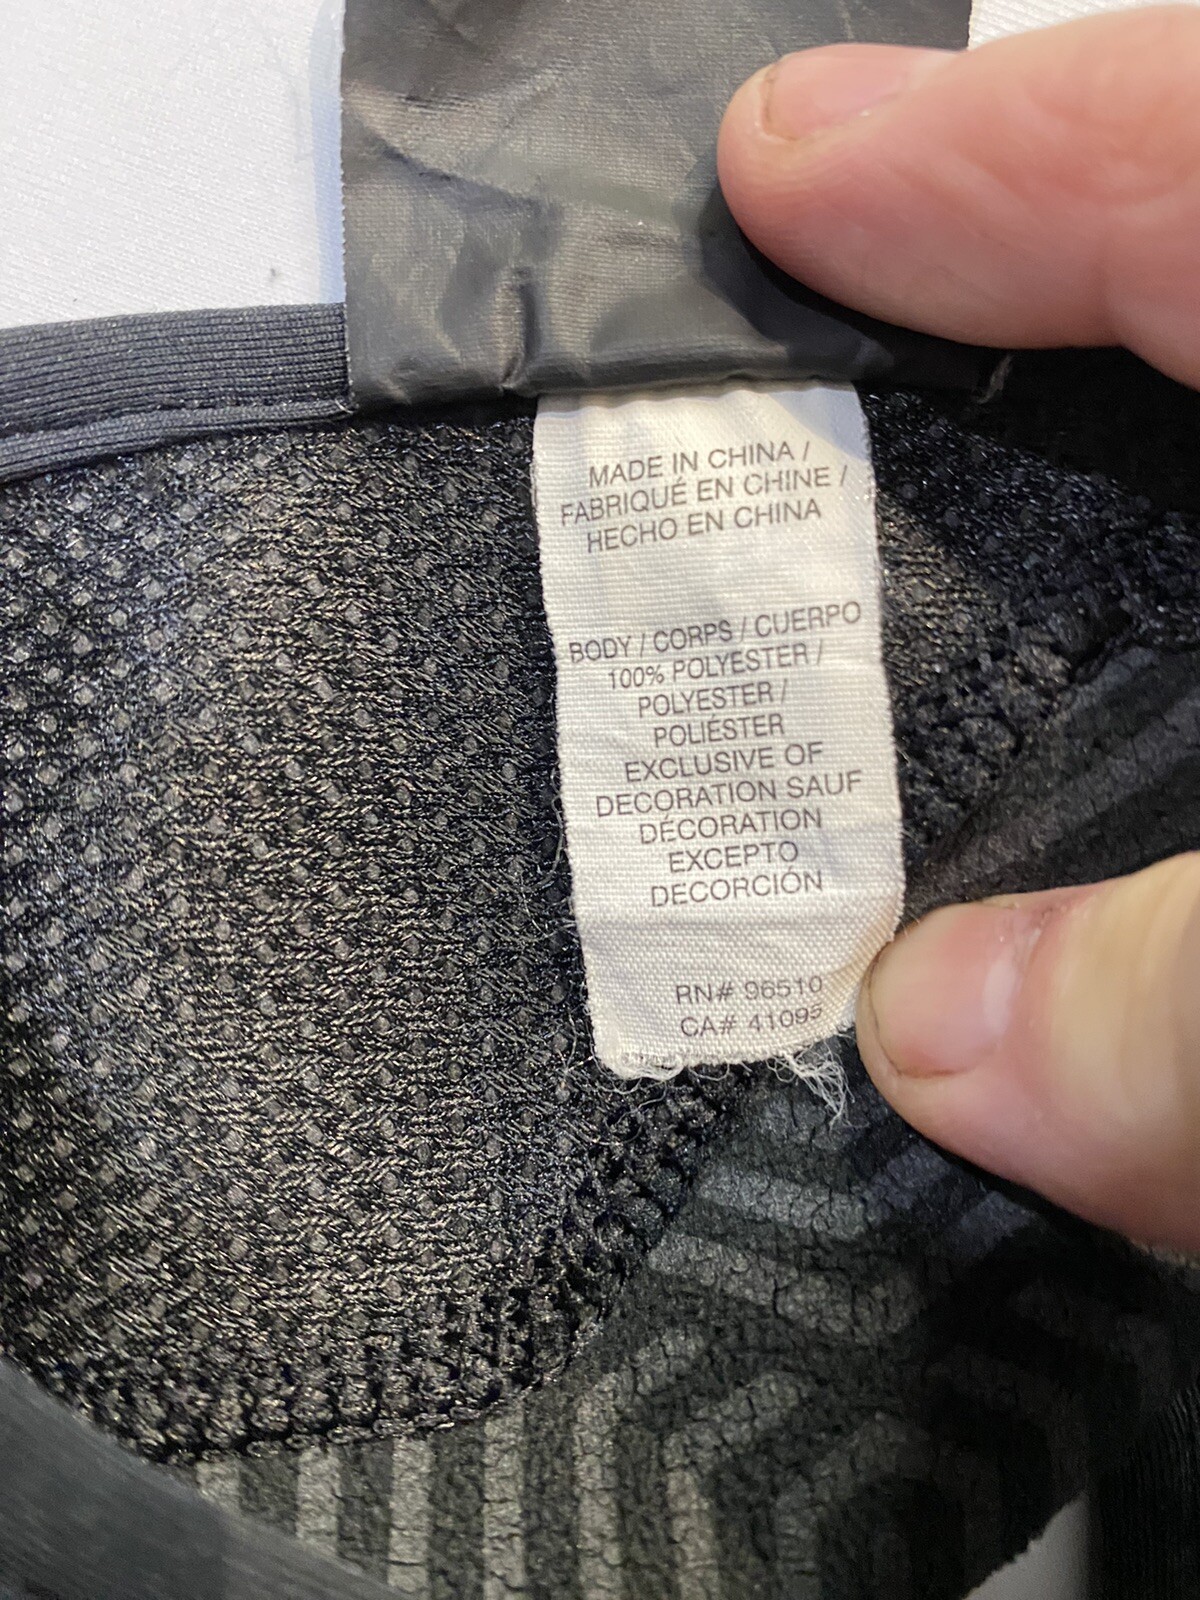 MADE IN CHINA /
FABRIQUÉ EN CHINE /
HECHO EN CHINA
BODY / CORPS / CUERPO
100% POLYESTER /
POLYESTER /
POLIÉSTER
EXCLUSIVE OF
DECORATION SAUF
DÉCORATION
EXCEPTO
DECORCIÓN
RN# 96510
CA# 41095